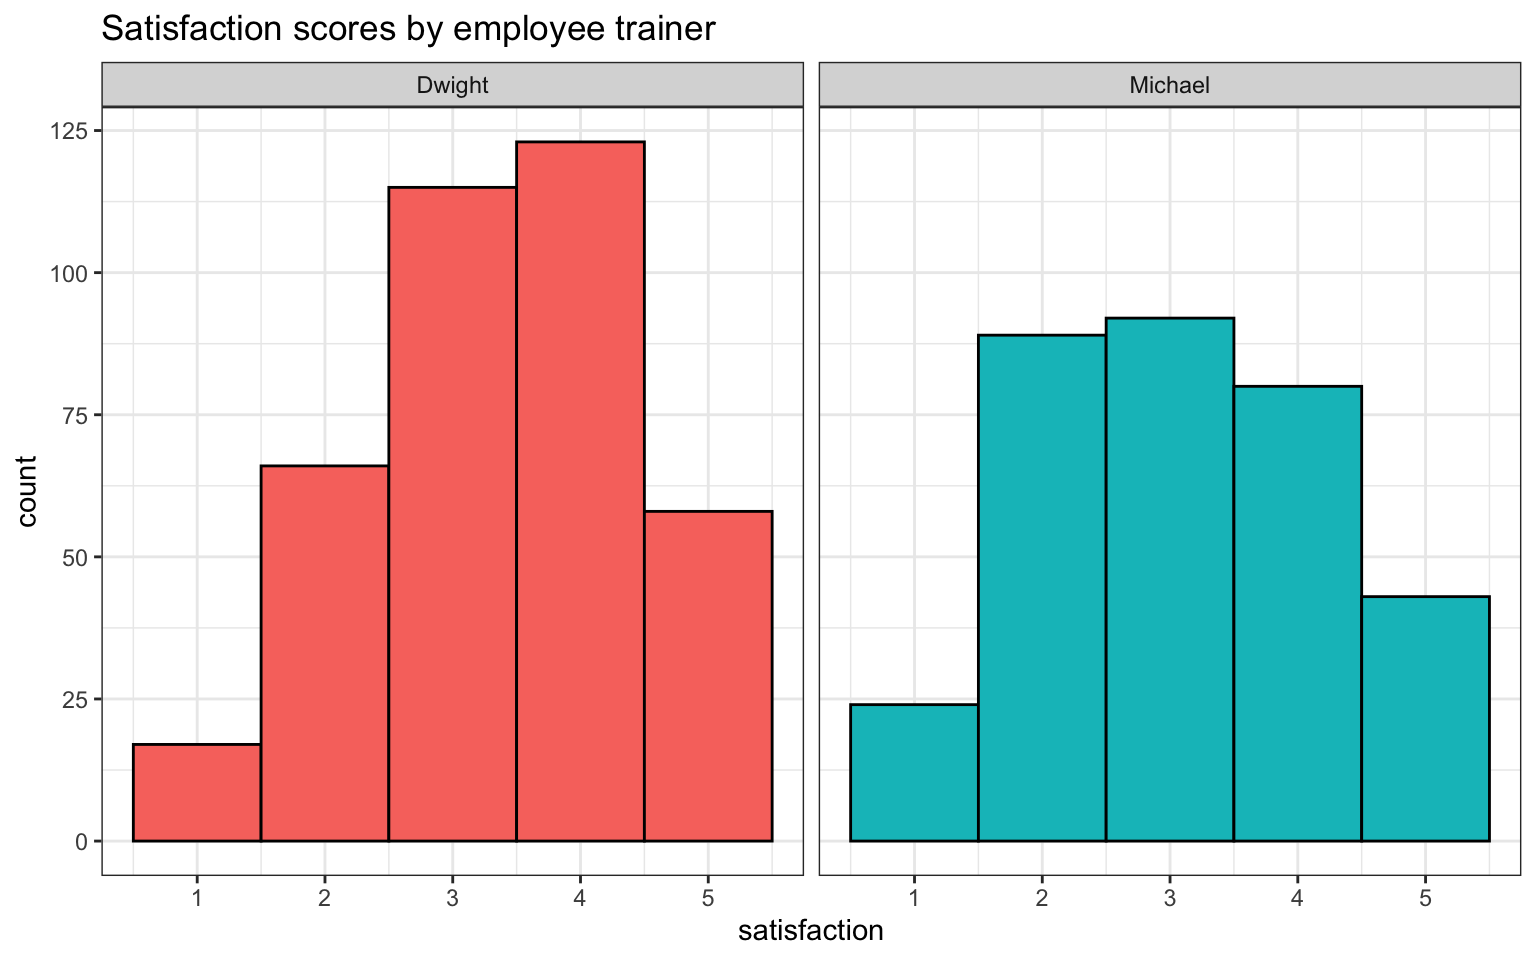 Satisfaction scores by employee trainer
Dwight
Michael
125
100
75
50
25
0
count
1 2 3 4 5
1 2 3 4 5
satisfaction